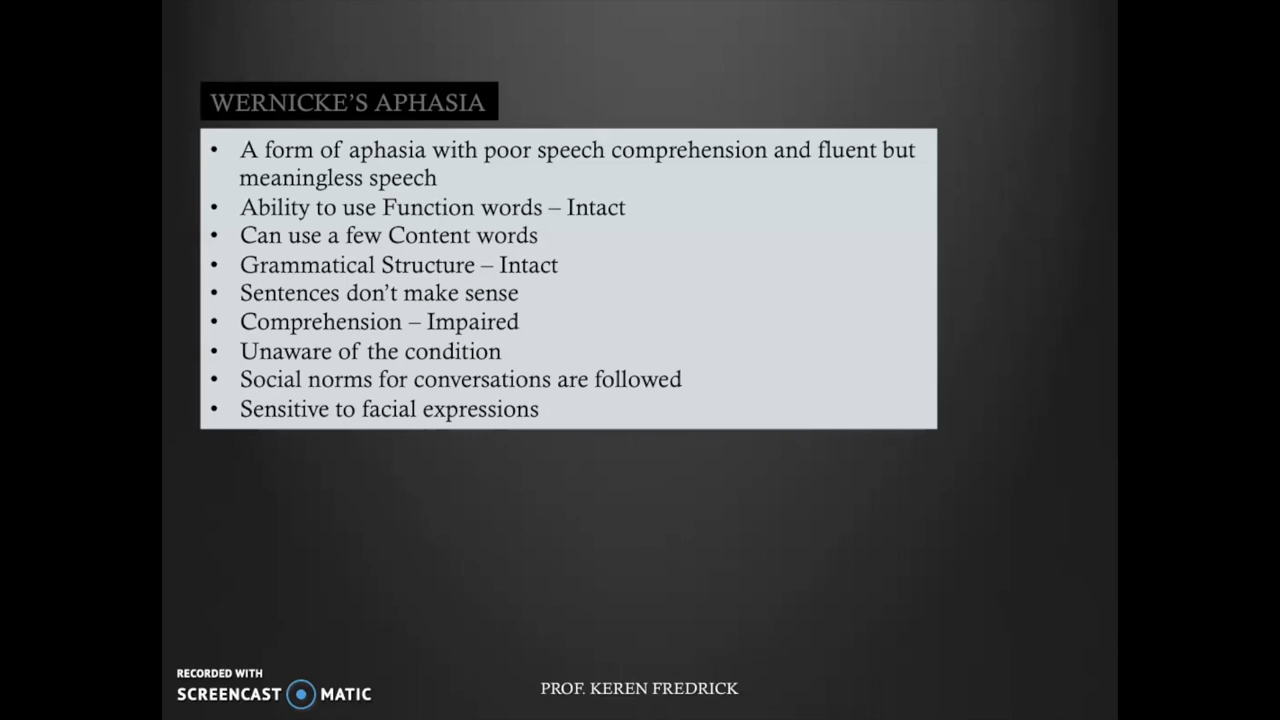 WERNICKE'S APHASIA
• A form of aphasia with poor speech comprehension and fluent but
meaningless speech
• Ability to use Function words – Intact
• Can use a few Content words
• Grammatical Structure – Intact
• Sentences don't make sense
• Comprehension – Impaired
• Unaware of the condition
• Social norms for conversations are followed
• Sensitive to facial expressions
RECORDED WITH
SCREENCAST MATIC
PROF. KEREN FREDRICK